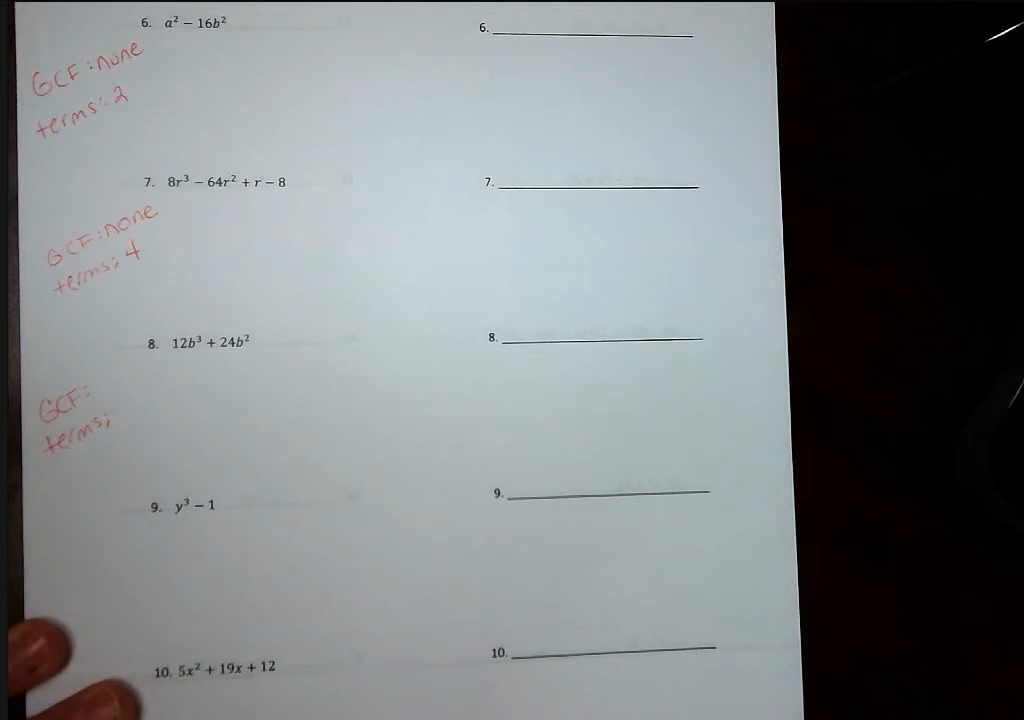 6. a² − 16b²
6.
GCF: none
terms: 2
7. 8r³ − 64r² + r − 8
7.
GCF: none
terms: 4
8. 12b³ + 24b²
8.
GCF:
terms:
9. y³ − 1
9.
10. 5x² + 19x + 12
10.